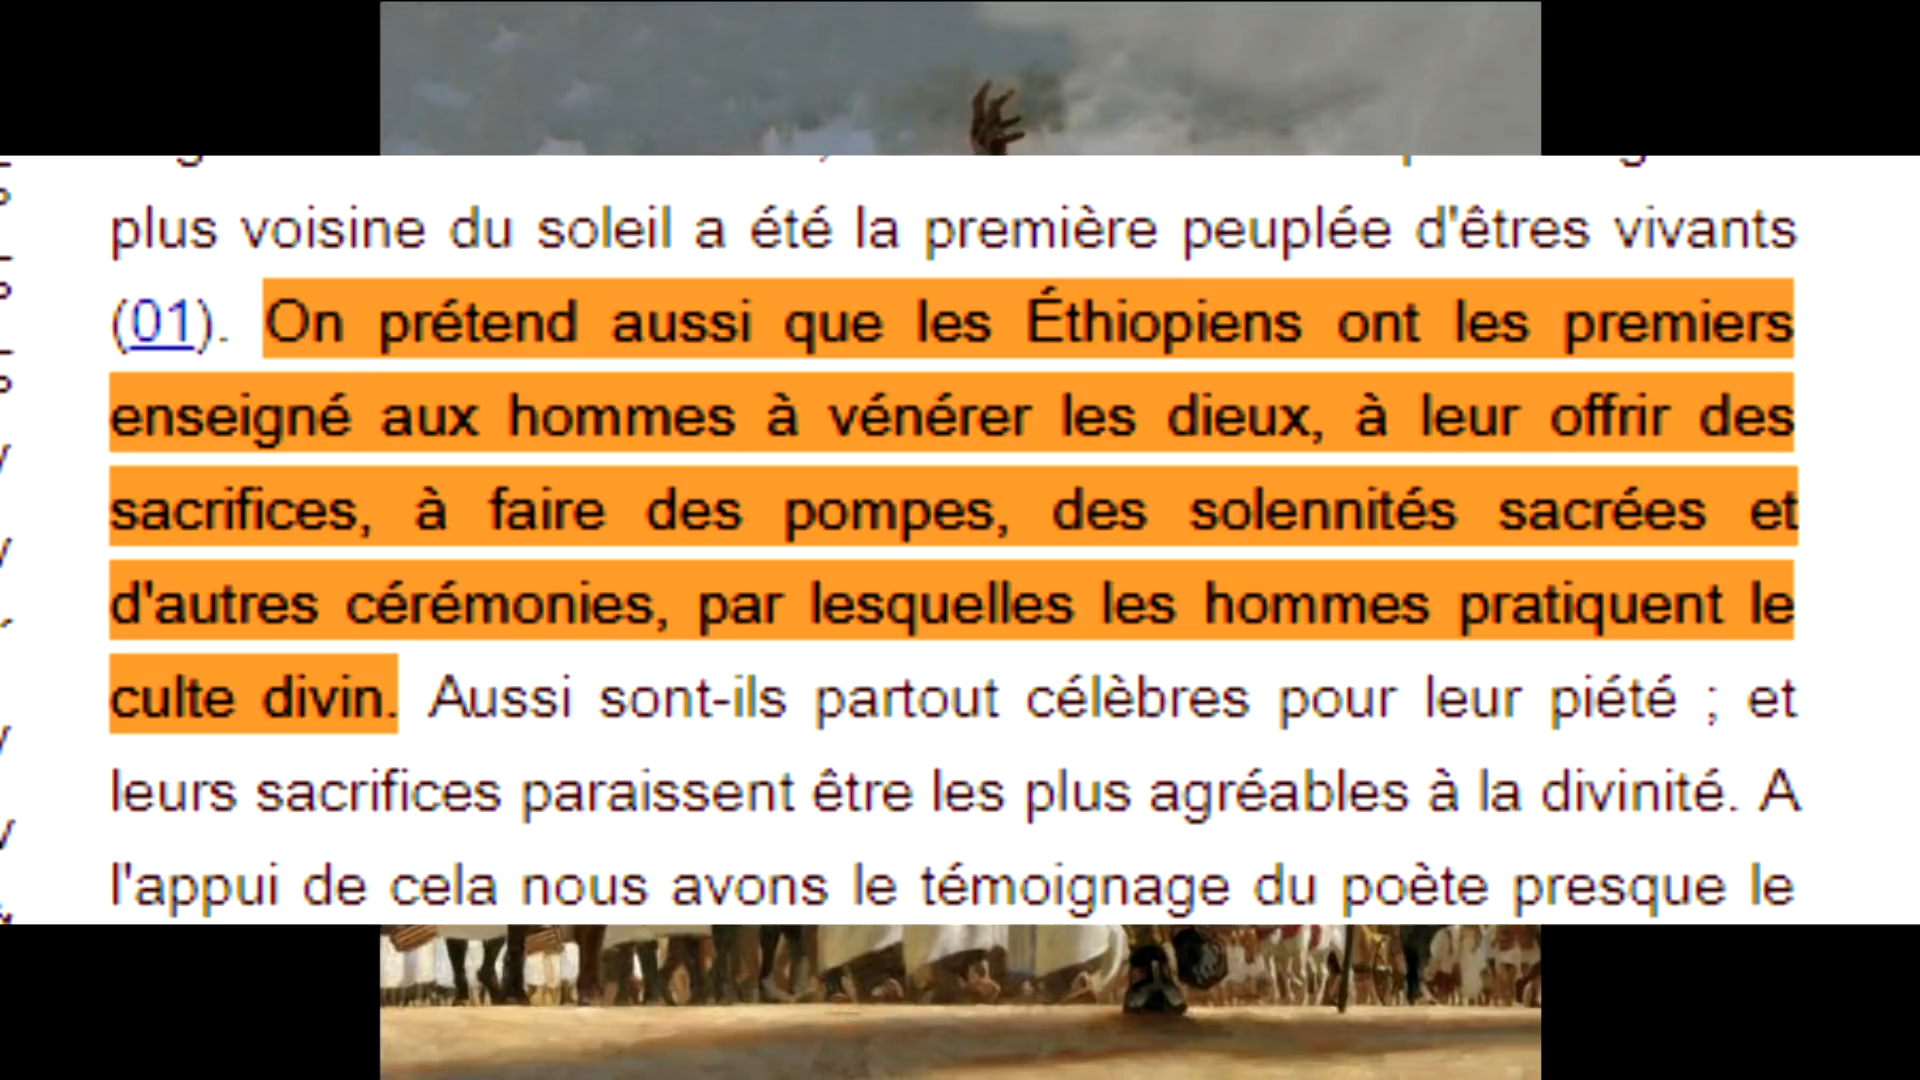 plus voisine du soleil a été la première peuplée d'êtres vivants
(01). On prétend aussi que les Éthiopiens ont les premiers
enseigné aux hommes à vénérer les dieux, à leur offrir des
sacrifices, à faire des pompes, des solennités sacrées et
d'autres cérémonies, par lesquelles les hommes pratiquent le
culte divin. Aussi sont-ils partout célèbres pour leur piété ; et
leurs sacrifices paraissent être les plus agréables à la divinité. A
l'appui de cela nous avons le témoignage du poète presque le